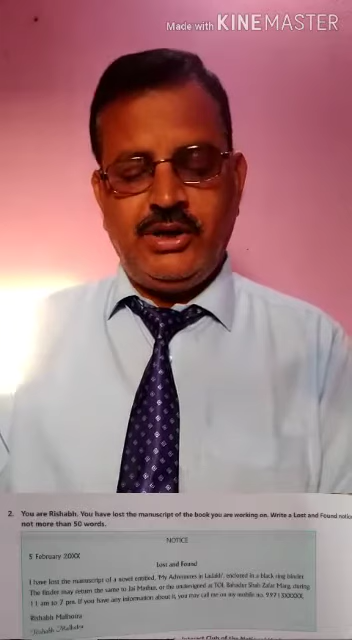 Made with KINEMASTER
2. You are Rishabh. You have lost the manuscript of the book you are working on. Write a Lost and Found notice
not more than 50 words.
NOTICE
5 February 20XX
Lost and Found
I have lost the manuscript of a novel entitled, 'My Adventures in Ladakh', enclosed in a black ring binder.
The finder may return the same to Jai Mathur, or the undersigned at TOI, Bahadur Shah Zafar Marg, during
11 am to 7 pm. If you have any information about it, you may call me on my mobile no.
Rishabh Malhotra
Rishabh Malhotra